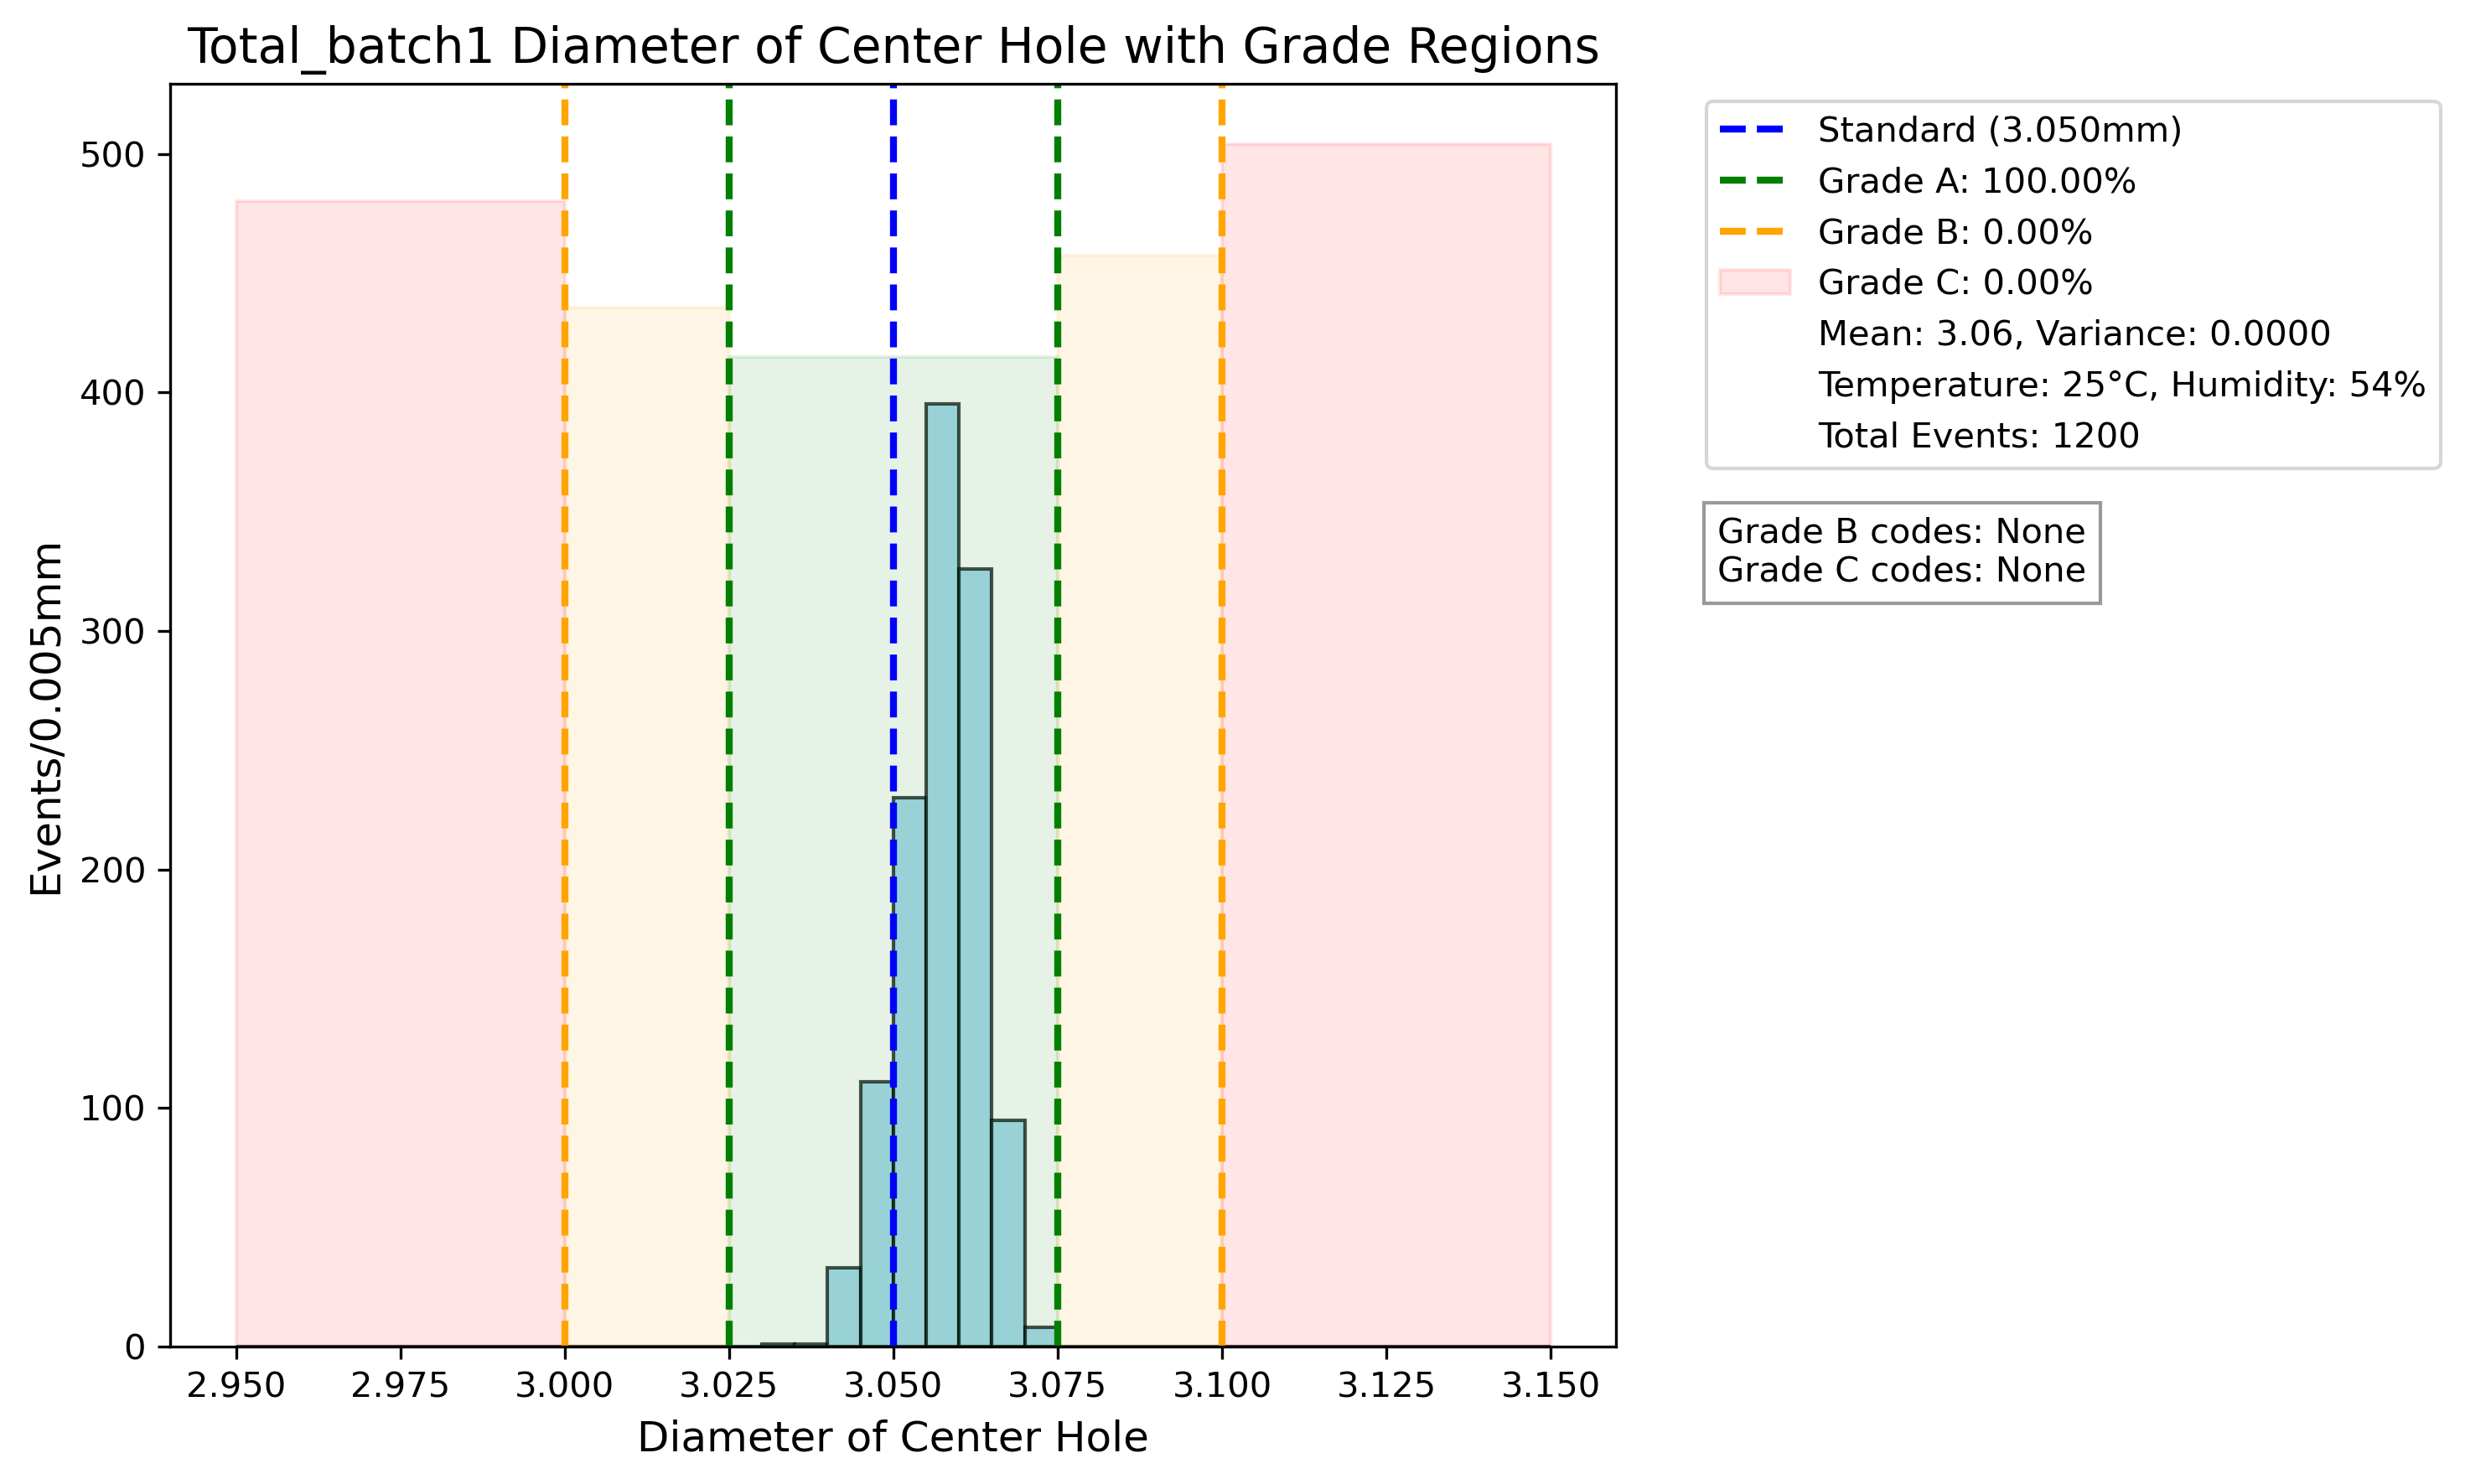 Total_batch1 Diameter of Center Hole with Grade Regions
Events/0.005mm
500
400
300
200
100
0
2.950 2.975 3.000 3.025 3.050 3.075 3.100 3.125 3.150
Diameter of Center Hole
Standard (3.050mm)
Grade A: 100.00%
Grade B: 0.00%
Grade C: 0.00%
Mean: 3.06, Variance: 0.0000
Temperature: 25°C, Humidity: 54%
Total Events: 1200
Grade B codes: None
Grade C codes: None